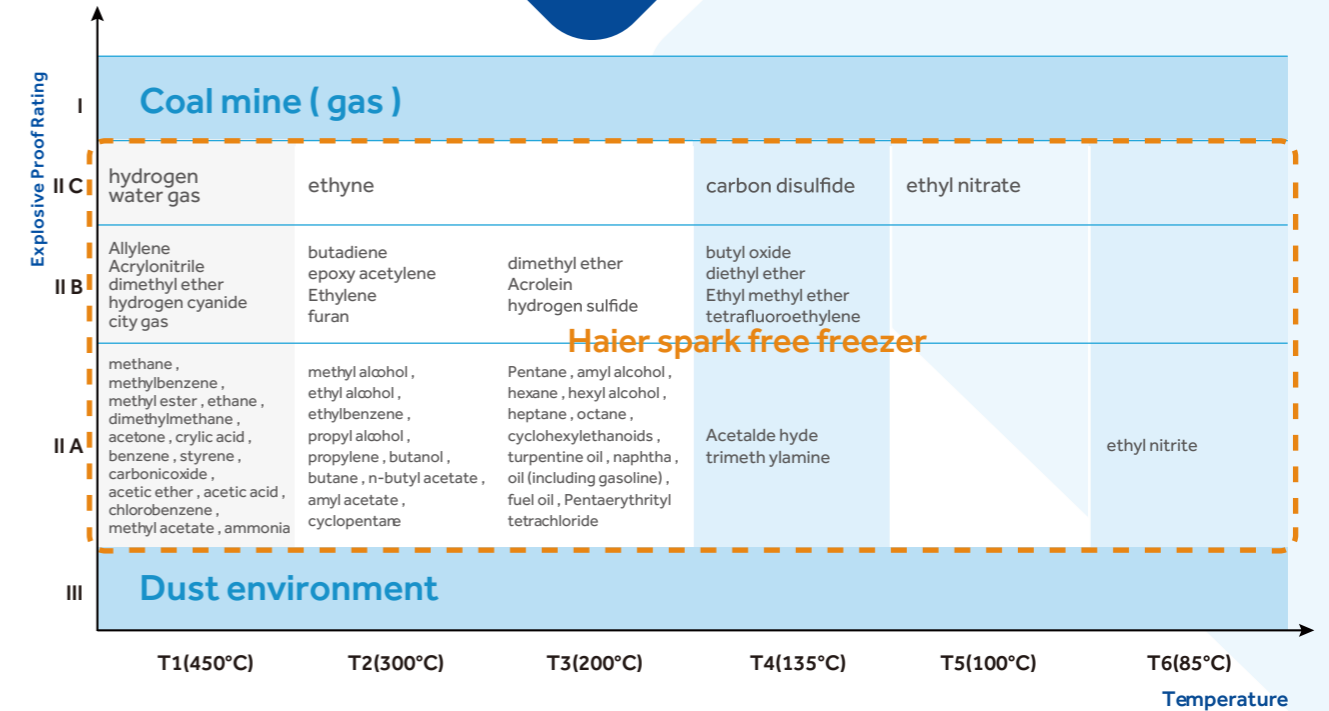 Explosive Proof Rating
I
Coal mine ( gas )
II C
hydrogen
water gas
ethyne
carbon disulfide
ethyl nitrate
II B
Allylene
Acrylonitrile
dimethyl ether
hydrogen cyanide
city gas
butadiene
epoxy acetylene
Ethylene
furan
dimethyl ether
Acrolein
hydrogen sulfide
butyl oxide
diethyl ether
Ethyl methyl ether
tetrafluoroethylene
Haier spark free freezer
II A
methane ,
methylbenzene ,
methyl ester , ethane ,
dimethylmethane ,
acetone , crylic acid ,
benzene , styrene ,
carbonicoxide ,
acetic ether , acetic acid ,
chlorobenzene ,
methyl acetate , ammonia
methyl alcohol ,
ethyl alcohol ,
ethylbenzene ,
propyl alcohol ,
propylene , butanol ,
butane , n-butyl acetate ,
amyl acetate ,
cyclopentane
Pentane , amyl alcohol ,
hexane , hexyl alcohol ,
heptane , octane ,
cyclohexylethanoids ,
turpentine oil , naphtha ,
oil (including gasoline) ,
fuel oil , Pentaerythrityl
tetrachloride
Acetalde hyde
trimeth ylamine
ethyl nitrite
III
Dust environment
T1(450°C)
T2(300°C)
T3(200°C)
T4(135°C)
T5(100°C)
T6(85°C)
Temperature